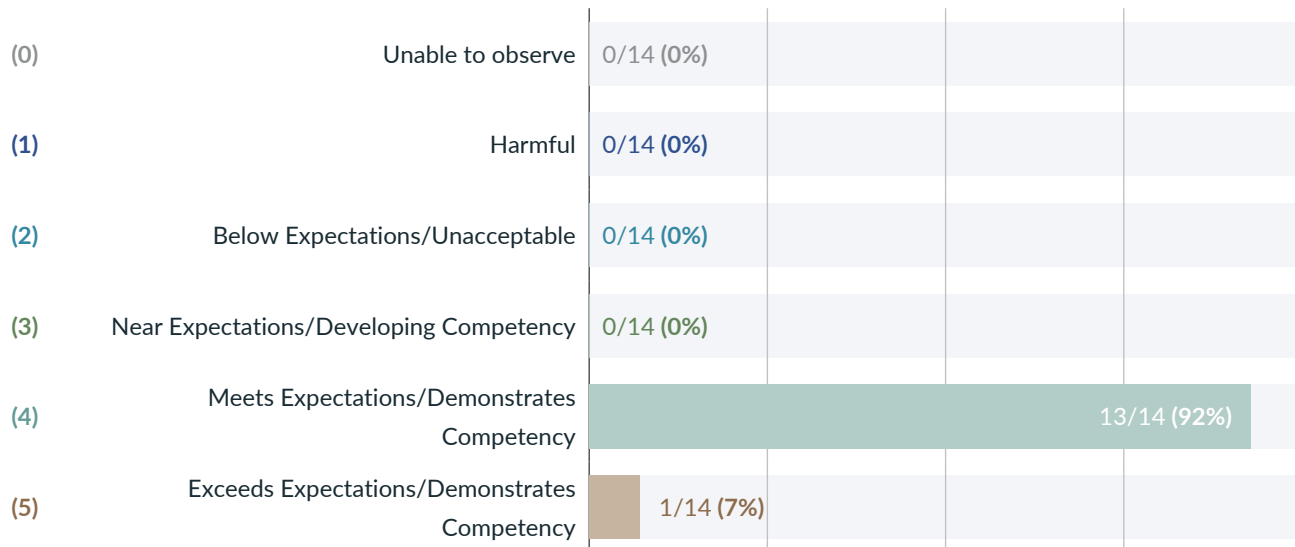 (0) Unable to observe 0/14 (0%)
(1) Harmful 0/14 (0%)
(2) Below Expectations/Unacceptable 0/14 (0%)
(3) Near Expectations/Developing Competency 0/14 (0%)
(4) Meets Expectations/Demonstrates
Competency 13/14 (92%)
(5) Exceeds Expectations/Demonstrates
Competency 1/14 (7%)